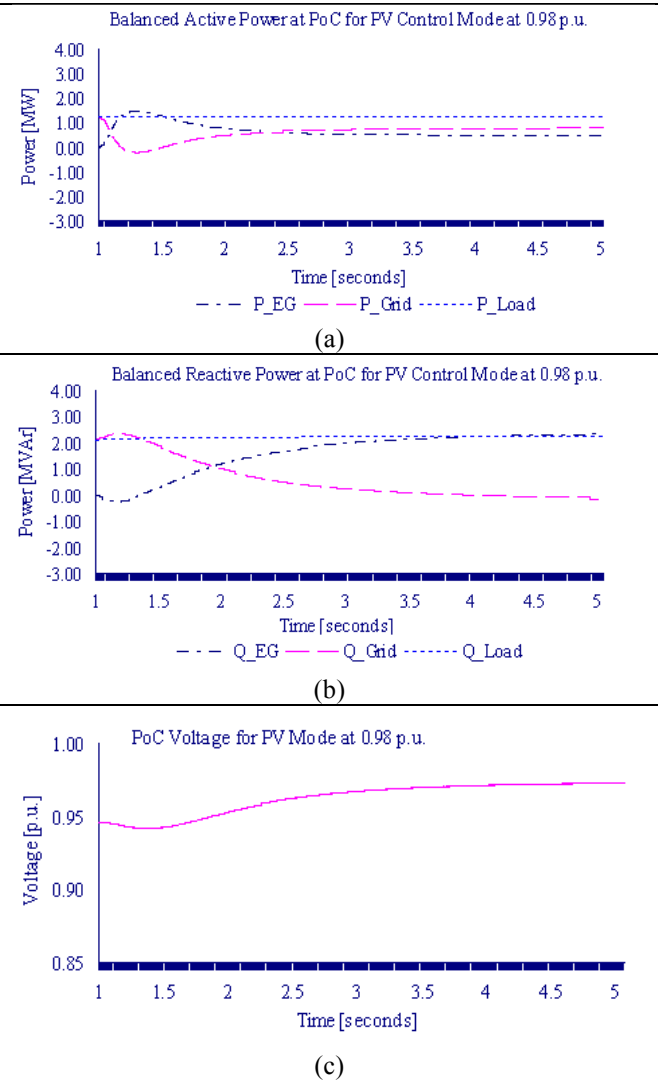 Balanced Active Power at PoC for PV Control Mode at 0.98 p.u.
4.00
3.00
2.00
1.00
0.00
-1.00
-2.00
-3.00
Power [MW]
1 1.5 2 2.5 3 3.5 4 4.5 5
Time [seconds]
P_EG P_Grid P_Load
(a)
Balanced Reactive Power at PoC for PV Control Mode at 0.98 p.u.
4.00
3.00
2.00
1.00
0.00
-1.00
-2.00
-3.00
Power [MVAr]
1 1.5 2 2.5 3 3.5 4 4.5 5
Time [seconds]
Q_EG Q_Grid Q_Load
(b)
PoC Voltage for PV Mode at 0.98 p.u.
1.00
0.95
0.90
0.85
Voltage [p.u.]
1 1.5 2 2.5 3 3.5 4 4.5 5
Time [seconds]
(c)